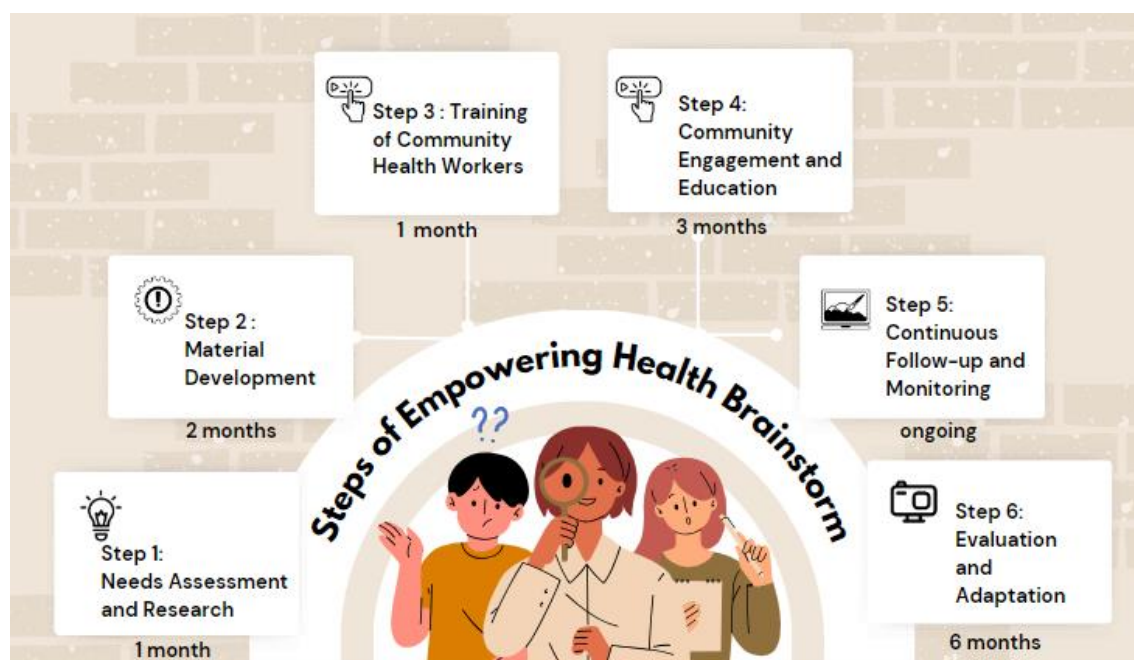 Step 3 : Training
of Community
Health Workers
1 month
Step 4:
Community
Engagement and
Education
3 months
Step 2 :
Material
Development
2 months
Step 5:
Continuous
Follow-up and
Monitoring
ongoing
Steps of Empowering Health Brainstorm
??
Step 1:
Needs Assessment
and Research
1 month
Step 6:
Evaluation
and
Adaptation
6 months